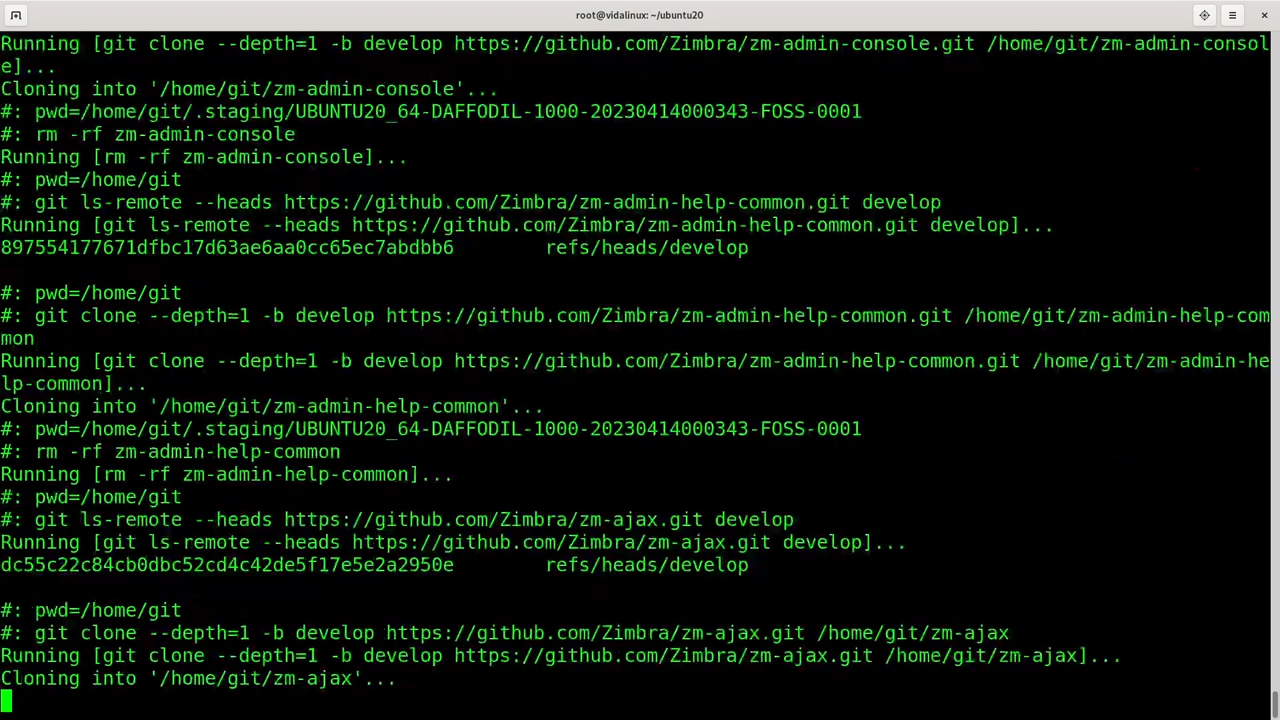 root@vidalinux: ~/ubuntu20
Running [git clone --depth=1 -b develop https://github.com/Zimbra/zm-admin-console.git /home/git/zm-admin-consol
e]...
Cloning into '/home/git/zm-admin-console'...
#: pwd=/home/git/.staging/UBUNTU20_64-DAFFODIL-1000-20230414000343-FOSS-0001
#: rm -rf zm-admin-console
Running [rm -rf zm-admin-console]...
#: pwd=/home/git
#: git ls-remote --heads https://github.com/Zimbra/zm-admin-help-common.git develop
Running [git ls-remote --heads https://github.com/Zimbra/zm-admin-help-common.git develop]...
897554177671dfbc17d63ae6aa0cc65ec7abdbb6        refs/heads/develop
#: pwd=/home/git
#: git clone --depth=1 -b develop https://github.com/Zimbra/zm-admin-help-common.git /home/git/zm-admin-help-com
mon
Running [git clone --depth=1 -b develop https://github.com/Zimbra/zm-admin-help-common.git /home/git/zm-admin-he
lp-common]...
Cloning into '/home/git/zm-admin-help-common'...
#: pwd=/home/git/.staging/UBUNTU20_64-DAFFODIL-1000-20230414000343-FOSS-0001
#: rm -rf zm-admin-help-common
Running [rm -rf zm-admin-help-common]...
#: pwd=/home/git
#: git ls-remote --heads https://github.com/Zimbra/zm-ajax.git develop
Running [git ls-remote --heads https://github.com/Zimbra/zm-ajax.git develop]...
dc55c22c84cb0dbc52cd4c42de5f17e5e2a2950e        refs/heads/develop
#: pwd=/home/git
#: git clone --depth=1 -b develop https://github.com/Zimbra/zm-ajax.git /home/git/zm-ajax
Running [git clone --depth=1 -b develop https://github.com/Zimbra/zm-ajax.git /home/git/zm-ajax]...
Cloning into '/home/git/zm-ajax'...